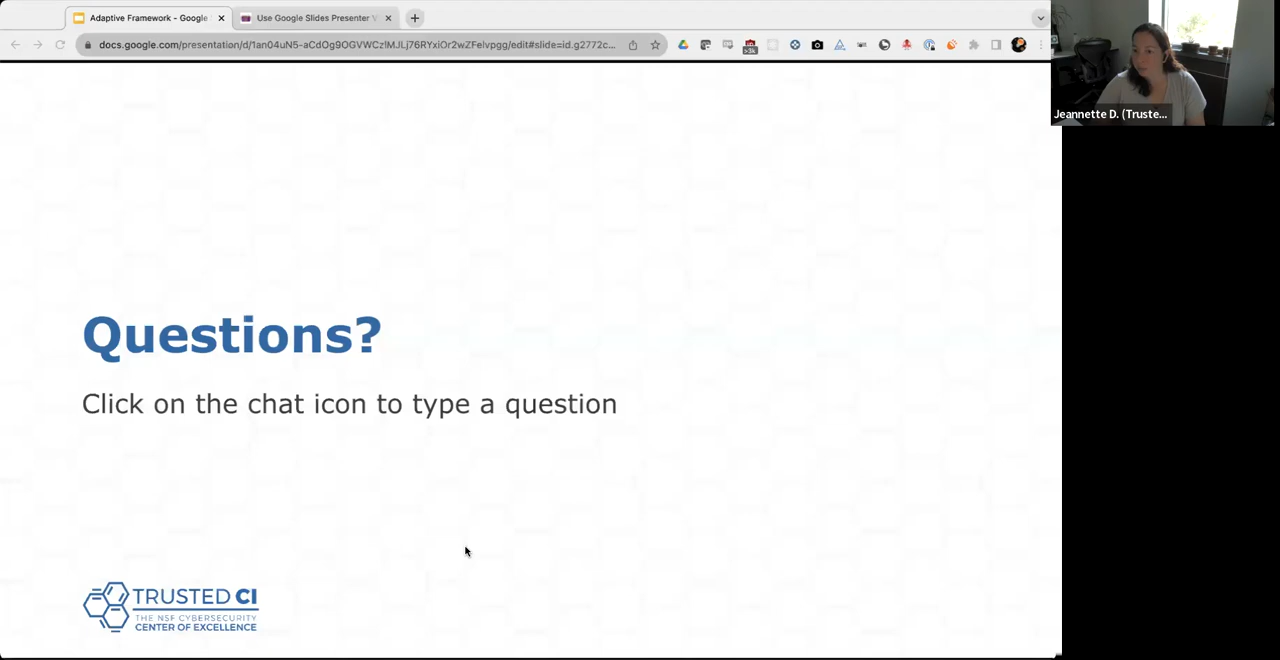 Adaptive Framework - Google
Use Google Slides Presenter V
docs.google.com/presentation/d/1an04uN5-aCdOg9OGVWCzIMJLj76RYxiOr2wZFelvpgg/edit#slide=id.g2772c...
Jeannette D. (Truste...
Questions?
Click on the chat icon to type a question
TRUSTED CI
THE NSF CYBERSECURITY
CENTER OF EXCELLENCE